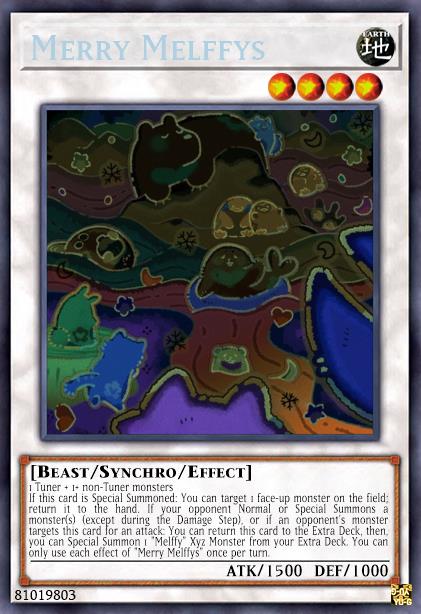 Merry Melffys
EARTH
地
[Beast/Synchro/Effect]
1 Tuner + 1+ non-Tuner monsters
If this card is Special Summoned: You can target 1 face-up monster on the field;
return it to the hand. If your opponent Normal or Special Summons a
monster(s) (except during the Damage Step), or if an opponent's monster
targets this card for an attack: You can return this card to the Extra Deck, then,
you can Special Summon 1 "Melffy" Xyz Monster from your Extra Deck. You can
only use each effect of "Merry Melffys" once per turn.
ATK/1500 DEF/1000
81019803